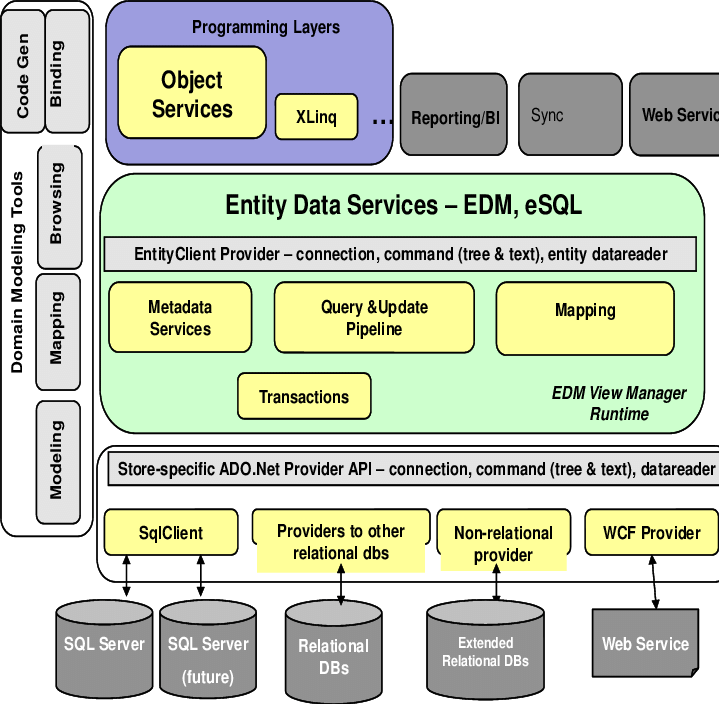 Code Gen
Binding
Domain Modeling Tools
Browsing
Mapping
Modeling
Programming Layers
Object
Services
XLinq
...
Reporting/BI
Sync
Web Servic
Entity Data Services – EDM, eSQL
EntityClient Provider – connection, command (tree & text), entity datareader
Metadata
Services
Query &Update
Pipeline
Mapping
Transactions
EDM View Manager
Runtime
Store-specific ADO.Net Provider API – connection, command (tree & text), datareader
SqlClient
Providers to other
relational dbs
Non-relational
provider
WCF Provider
SQL Server
SQL Server
(future)
Relational
DBs
Extended
Relational DBs
Web Service